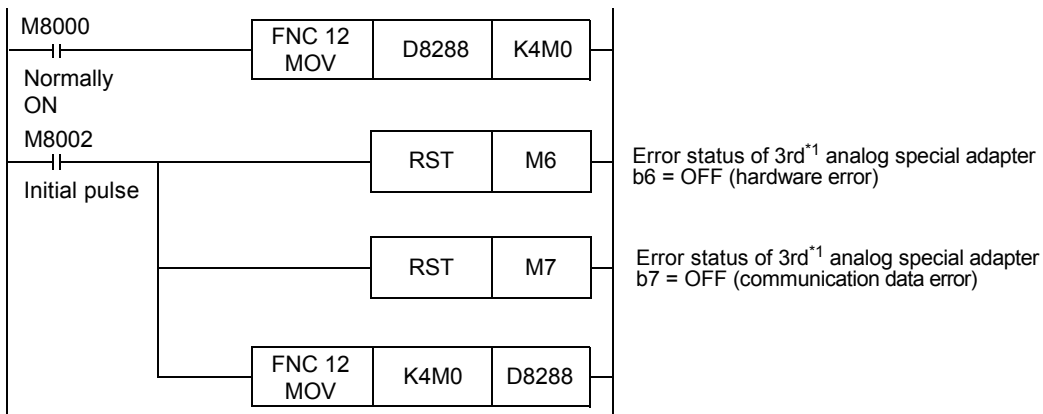 M8000
FNC 12
MOV
D8288
K4M0
Normally
ON
M8002
RST
M6
Error status of 3rd*1 analog special adapter
b6 = OFF (hardware error)
Initial pulse
RST
M7
Error status of 3rd*1 analog special adapter
b7 = OFF (communication data error)
FNC 12
MOV
K4M0
D8288